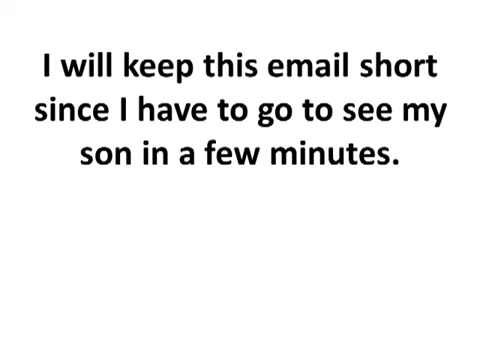 I will keep this email short
since I have to go to see my
son in a few minutes.